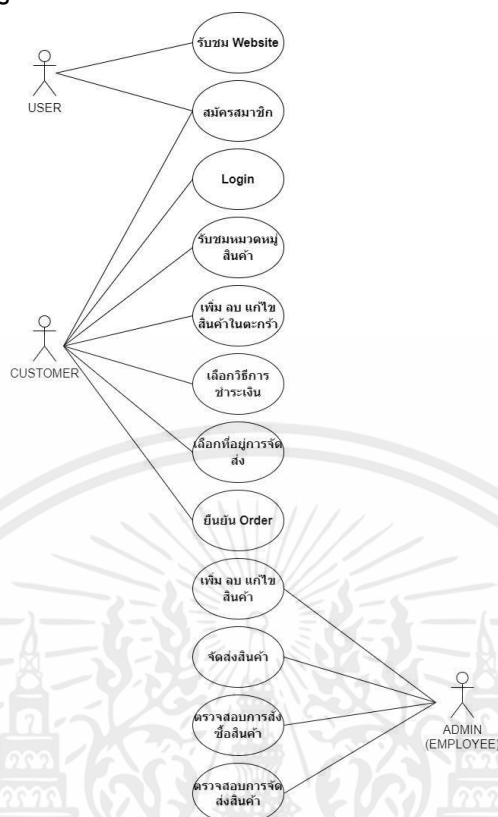 รับชม Website
USER
สมัครสมาชิก
Login
รับชมหมวดหมู่
สินค้า
เพิ่ม ลบ แก้ไข
สินค้าในตะกร้า
CUSTOMER
เลือกวิธีการ
ชำระเงิน
เลือกที่อยู่การจัด
ส่ง
ยืนยัน Order
เพิ่ม ลบ แก้ไข
สินค้า
จัดส่งสินค้า
ตรวจสอบการสั่ง
ซื้อสินค้า
ADMIN
(EMPLOYEE)
ตรวจสอบการจัด
ส่งสินค้า